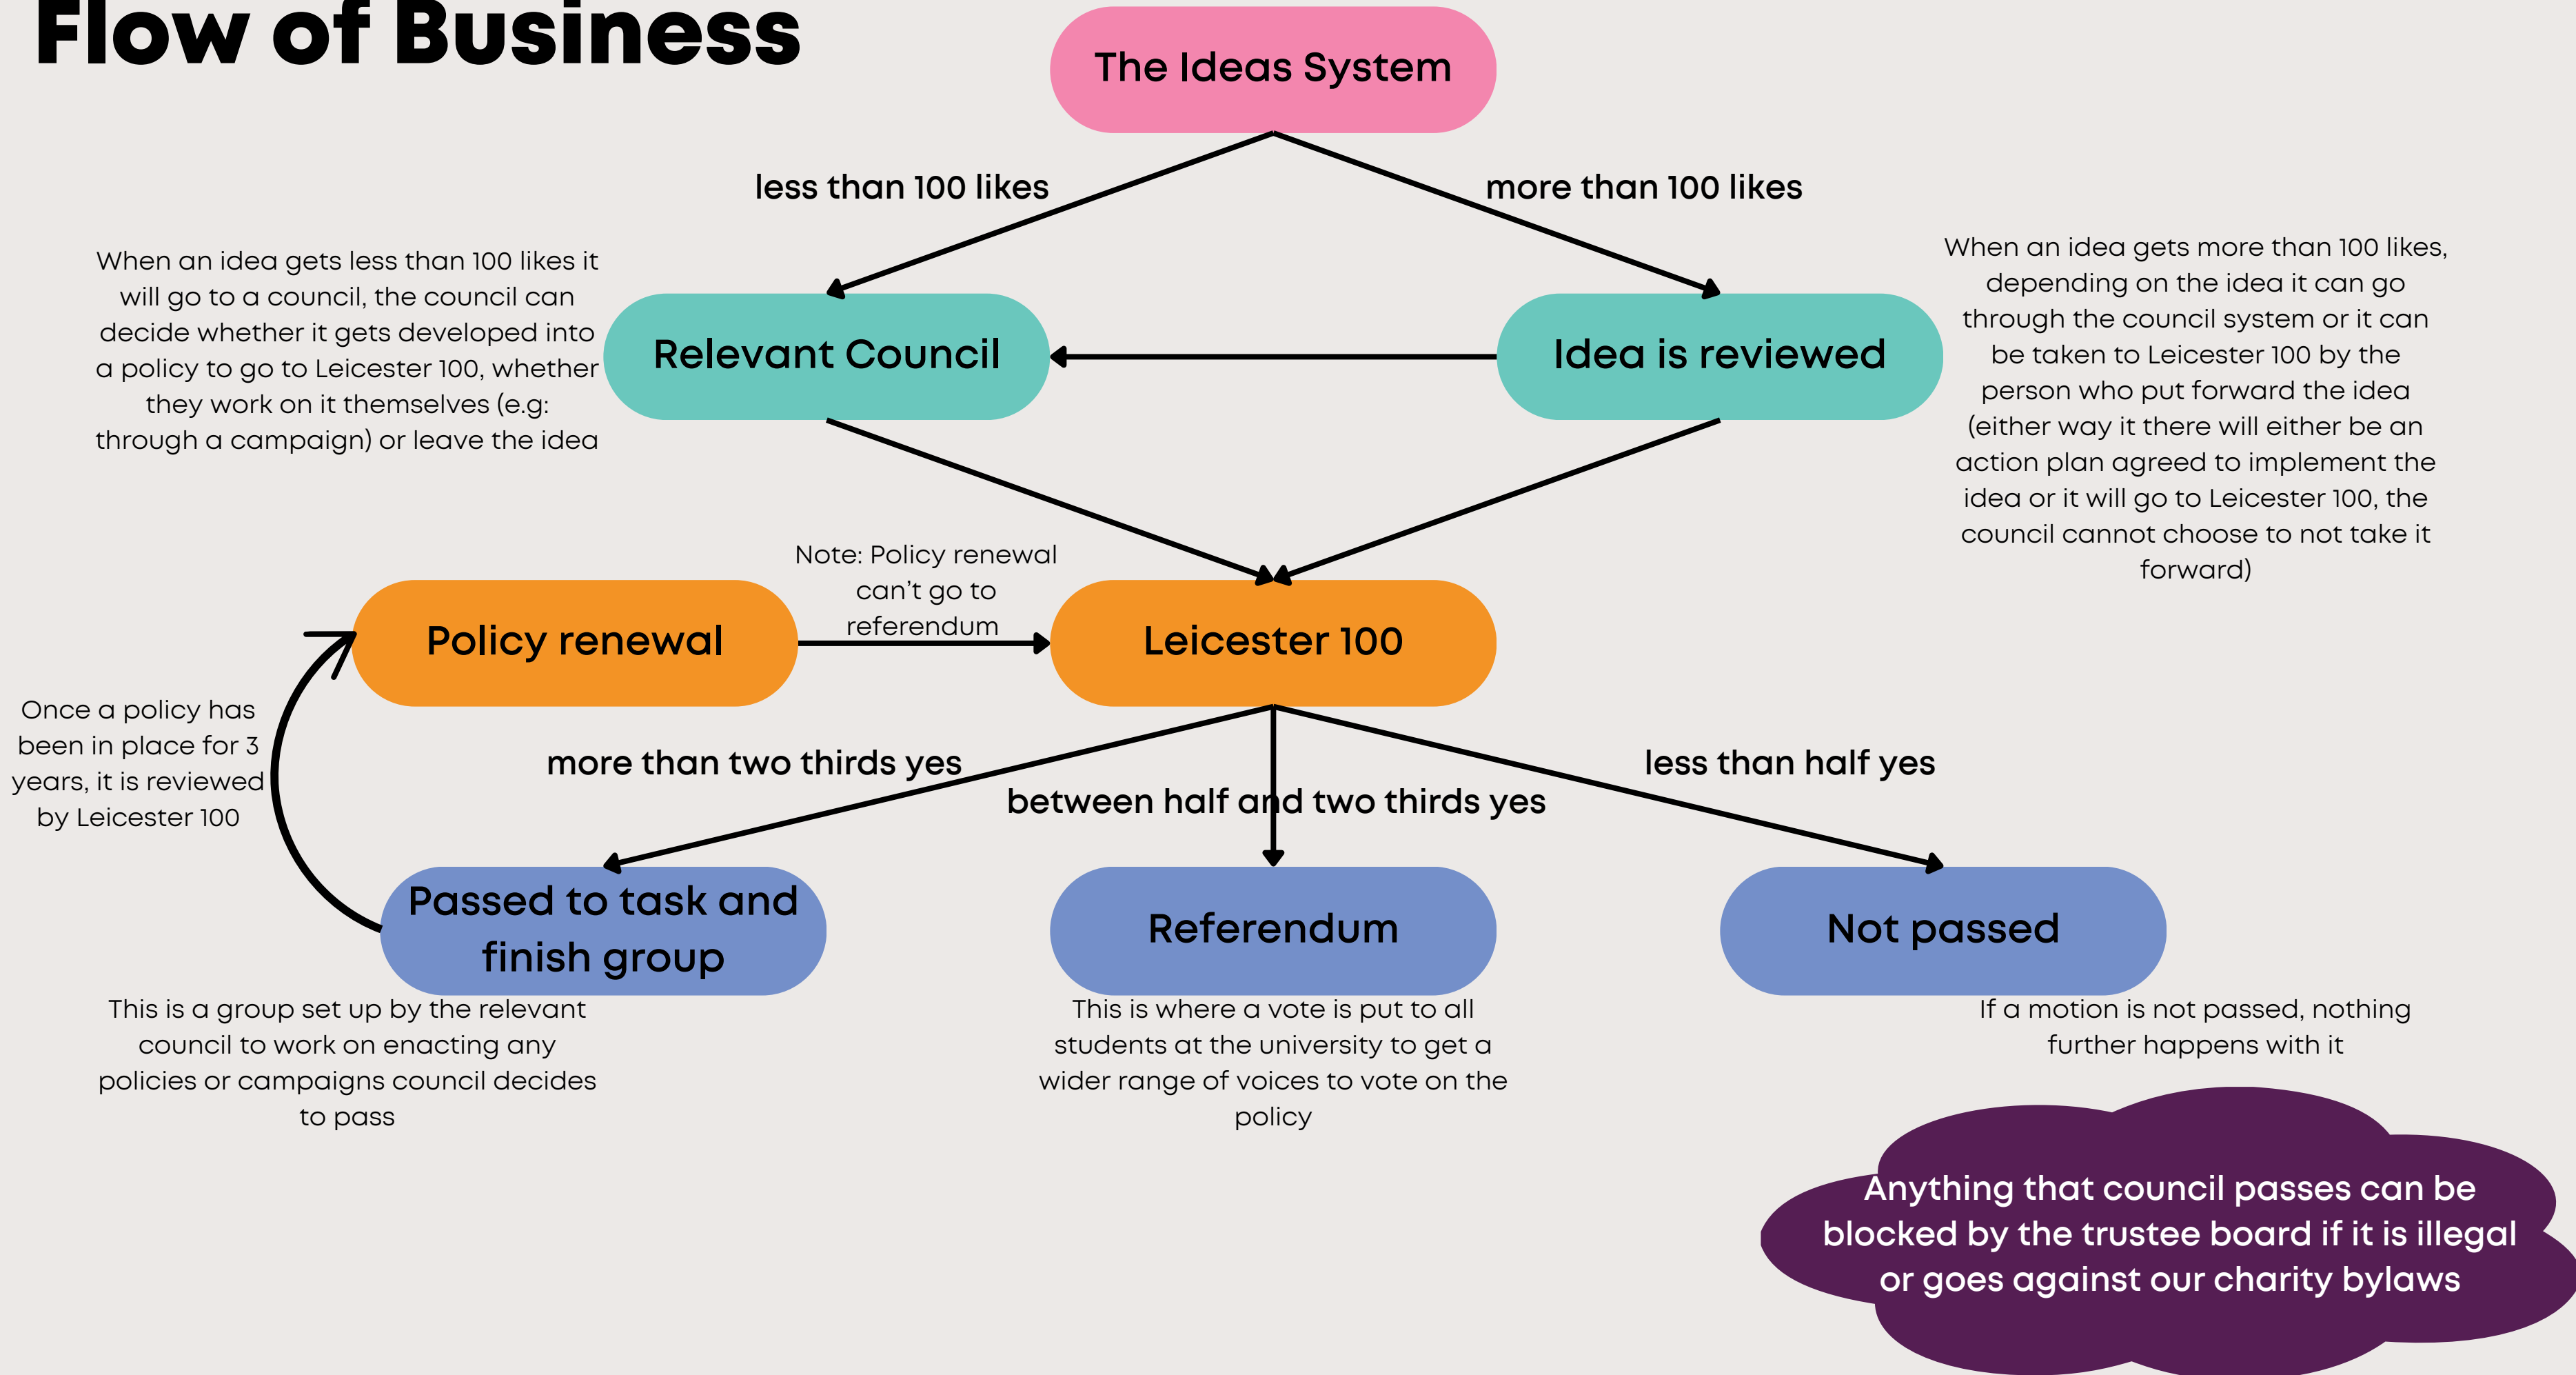 Flow of Business
The Ideas System
less than 100 likes
more than 100 likes
When an idea gets less than 100 likes it
will go to a council, the council can
decide whether it gets developed into
a policy to go to Leicester 100, whether
they work on it themselves (e.g:
through a campaign) or leave the idea
Relevant Council
Idea is reviewed
When an idea gets more than 100 likes,
depending on the idea it can go
through the council system or it can
be taken to Leicester 100 by the
person who put forward the idea
(either way it there will either be an
action plan agreed to implement the
idea or it will go to Leicester 100, the
council cannot choose to not take it
forward)
Note: Policy renewal
can't go to
referendum
Policy renewal
Leicester 100
Once a policy has
been in place for 3
years, it is reviewed
by Leicester 100
more than two thirds yes
between half and two thirds yes
less than half yes
Passed to task and
finish group
Referendum
Not passed
This is a group set up by the relevant
council to work on enacting any
policies or campaigns council decides
to pass
This is where a vote is put to all
students at the university to get a
wider range of voices to vote on the
policy
If a motion is not passed, nothing
further happens with it
Anything that council passes can be
blocked by the trustee board if it is illegal
or goes against our charity bylaws